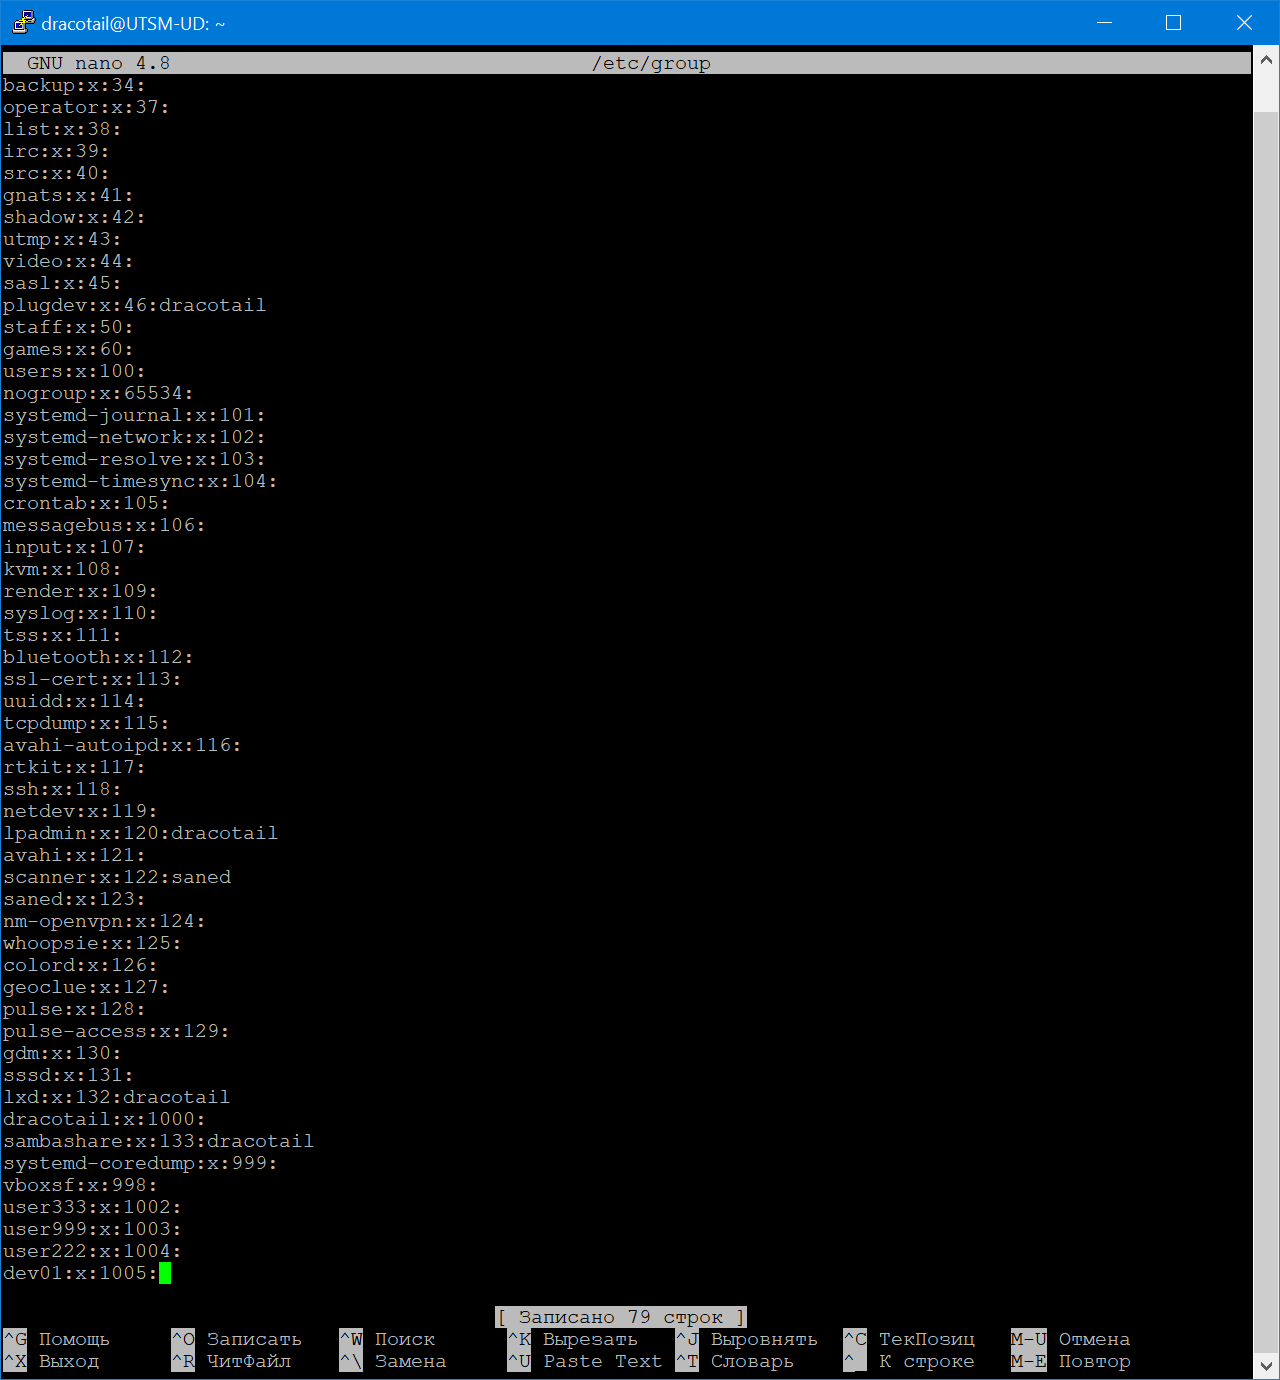 dracotail@UTSM-UD: ~
GNU nano 4.8 /etc/group
backup:x:34:
operator:x:37:
list:x:38:
irc:x:39:
src:x:40:
gnats:x:41:
shadow:x:42:
utmp:x:43:
video:x:44:
sasl:x:45:
plugdev:x:46:dracotail
staff:x:50:
games:x:60:
users:x:100:
nogroup:x:65534:
systemd-journal:x:101:
systemd-network:x:102:
systemd-resolve:x:103:
systemd-timesync:x:104:
crontab:x:105:
messagebus:x:106:
input:x:107:
kvm:x:108:
render:x:109:
syslog:x:110:
tss:x:111:
bluetooth:x:112:
ssl-cert:x:113:
uuidd:x:114:
tcpdump:x:115:
avahi-autoipd:x:116:
rtkit:x:117:
ssh:x:118:
netdev:x:119:
lpadmin:x:120:dracotail
avahi:x:121:
scanner:x:122:saned
saned:x:123:
nm-openvpn:x:124:
whoopsie:x:125:
colord:x:126:
geoclue:x:127:
pulse:x:128:
pulse-access:x:129:
gdm:x:130:
sssd:x:131:
lxd:x:132:dracotail
dracotail:x:1000:
sambashare:x:133:dracotail
systemd-coredump:x:999:
vboxsf:x:998:
user333:x:1002:
user999:x:1003:
user222:x:1004:
dev01:x:1005:
[ Записано 79 строк ]
^G Помощь ^O Записать ^W Поиск ^K Вырезать ^J Выровнять ^C ТекПозиц M-U Отмена
^X Выход ^R ЧитФайл ^\ Замена ^U Paste Text ^T Словарь ^_ К строке M-E Повтор